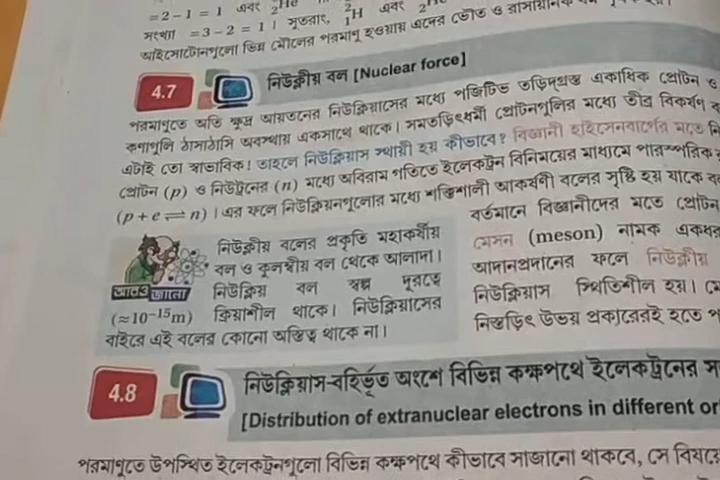 = 2 - 1 = 1 এবং
সংখ্যা = 3 - 2 = 1 । সুতরাং, ²₁H এবং
আইসোটোনগুলো ভিন্ন মৌলের পরমাণু হওয়ায় এদের ভৌত ও
4.7 নিউক্লীয় বল [Nuclear force]
পরমাণুতে অতি ক্ষুদ্র আয়তনের নিউক্লিয়াসের মধ্যে পজিটিভ তড়িদ্‌গ্রস্ত একাধিক প্রোটন ও
কণাগুলি ঠাসাঠাসি অবস্থায় একসাথে থাকে। সমতড়িৎধর্মী প্রোটনগুলির মধ্যে তীব্র বিকর্ষণ
এটাই তো স্বাভাবিক! তাহলে নিউক্লিয়াস স্থায়ী হয় কীভাবে? বিজ্ঞানী হাইসেনবার্গের মতে
প্রোটন (p) ও নিউট্রনের (n) মধ্যে অবিরাম গতিতে ইলেকট্রন বিনিময়ের মাধ্যমে পারস্পরিক
(p + e ⇌ n) । এর ফলে নিউক্লিয়নগুলোর মধ্যে শক্তিশালী আকর্ষণী বলের সৃষ্টি হয় যাকে
আরও জানো
নিউক্লীয় বলের প্রকৃতি মহাকর্ষীয়
বল ও কুলম্বীয় বল থেকে আলাদা।
নিউক্লিয় বল স্বল্প দূরত্বে
(≈10⁻¹⁵m) ক্রিয়াশীল থাকে। নিউক্লিয়াসের
বাইরে এই বলের কোনো অস্তিত্ব থাকে না।
বর্তমানে বিজ্ঞানীদের মতে প্রোটন
মেসন (meson) নামক
আদানপ্রদানের ফলে নিউক্লীয়
নিউক্লিয়াস স্থিতিশীল হয়।
নিস্তড়িৎ উভয় প্রকারেরই হতে
4.8 নিউক্লিয়াস-বহির্ভূত অংশে বিভিন্ন কক্ষপথে ইলেকট্রনের
[Distribution of extranuclear electrons in different
পরমাণুতে উপস্থিত ইলেকট্রনগুলো বিভিন্ন কক্ষপথে কীভাবে সাজানো থাকবে, সে বিষয়ে